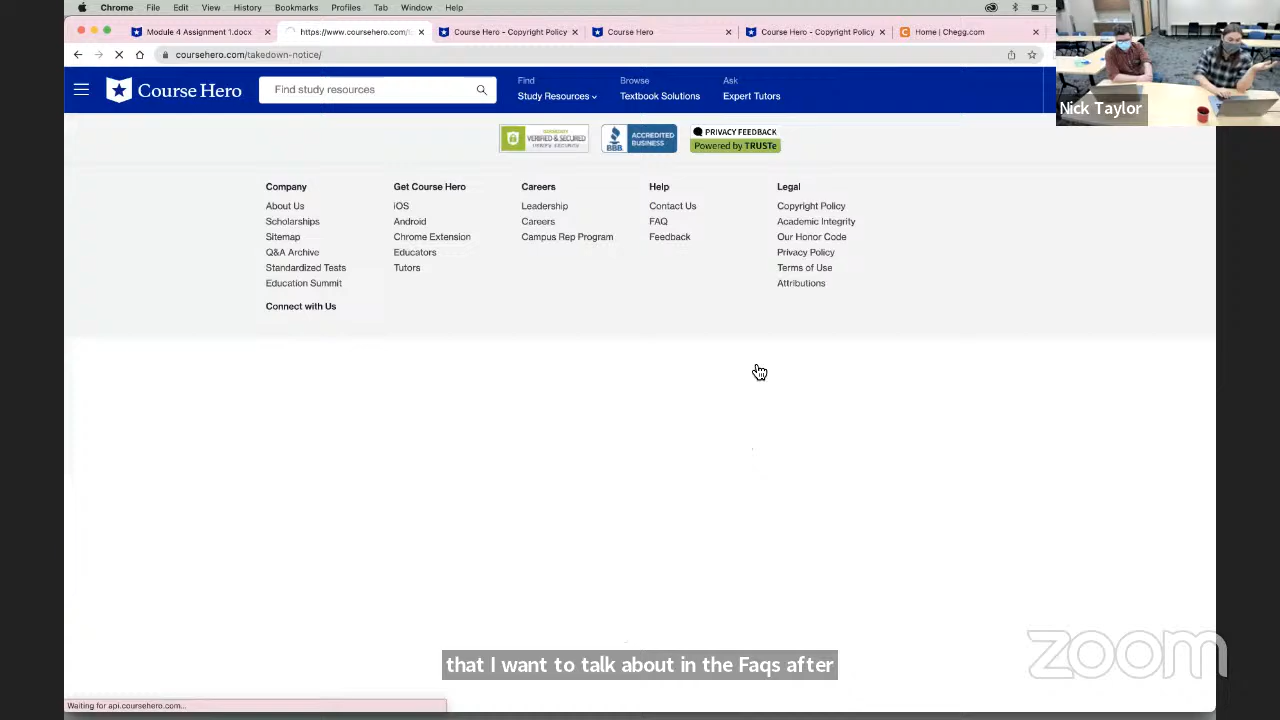 Chrome File Edit View History Bookmarks Profiles Tab Window Help
Module 4 Assignment 1.docx https://www.coursehero.com/ Course Hero - Copyright Policy Course Hero Course Hero - Copyright Policy Home | Chegg.com
coursehero.com/takedown-notice/
Find Browse Ask
Course Hero Find study resources Study Resources Textbook Solutions Expert Tutors
Nick Taylor
VERIFIED & SECURED
BBB ACCREDITED BUSINESS
PRIVACY FEEDBACK
Powered by TRUSTe
Company Get Course Hero Careers Help Legal
About Us iOS Leadership Contact Us Copyright Policy
Scholarships Android Careers FAQ Academic Integrity
Sitemap Chrome Extension Campus Rep Program Feedback Our Honor Code
Q&A Archive Educators Privacy Policy
Standardized Tests Tutors Terms of Use
Education Summit Attributions
Connect with Us
that I want to talk about in the Faqs after
zoom
Waiting for api.coursehero.com...